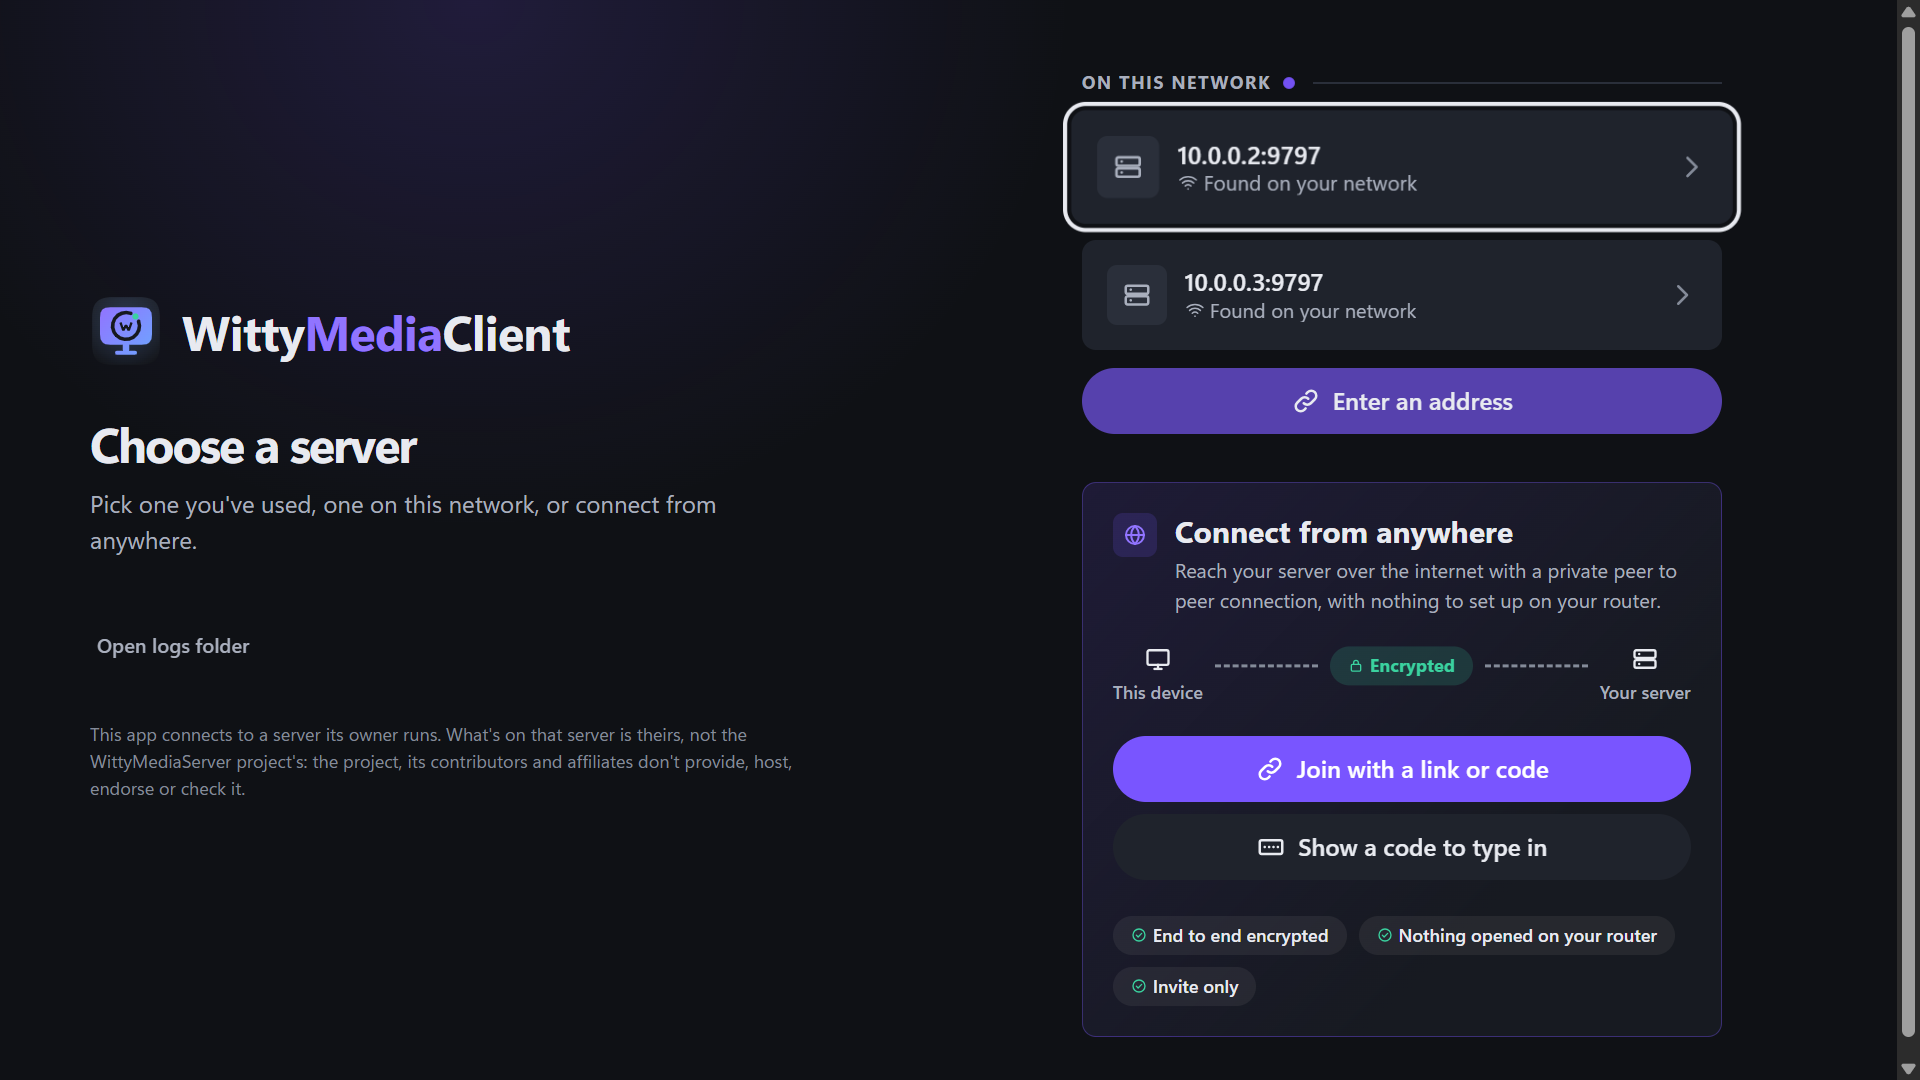 WittyMediaClient
Choose a server
Pick one you've used, one on this network, or connect from
anywhere.
Open logs folder
This app connects to a server its owner runs. What's on that server is theirs, not the
WittyMediaServer project's: the project, its contributors and affiliates don't provide, host,
endorse or check it.
ON THIS NETWORK
10.0.0.2:9797
Found on your network
10.0.0.3:9797
Found on your network
Enter an address
Connect from anywhere
Reach your server over the internet with a private peer to
peer connection, with nothing to set up on your router.
Encrypted
This device
Your server
Join with a link or code
Show a code to type in
End to end encrypted
Nothing opened on your router
Invite only